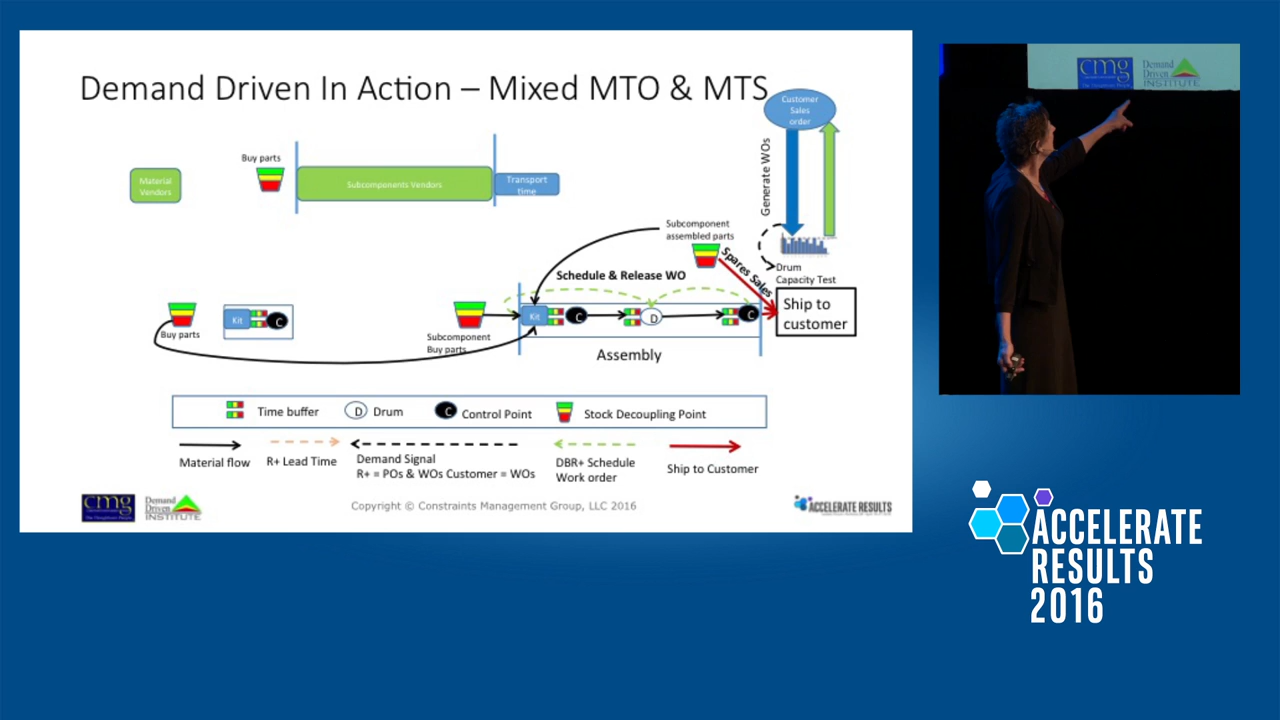 Demand Driven In Action – Mixed MTO & MTS
Customer
Sales
order
Generate WOs
Buy parts
Material
Vendors
Subcomponents Vendors
Transport
time
Subcomponent
assembled parts
Spares Sales
Drum
Capacity Test
Schedule & Release WO
Ship to
customer
Buy parts
Kit
C
Subcomponent
Buy parts
Kit
C
D
C
Assembly
Time buffer
D
Drum
C
Control Point
Stock Decoupling Point
Material flow
R+ Lead Time
Demand Signal
R+ = POs & WOs Customer = WOs
DBR+ Schedule
Work order
Ship to Customer
cmg
Demand
Driven
INSTITUTE
Copyright © Constraints Management Group, LLC 2016
ACCELERATE RESULTS
cmg
Demand
Driven
INSTITUTE
ACCELERATE
RESULTS
2016